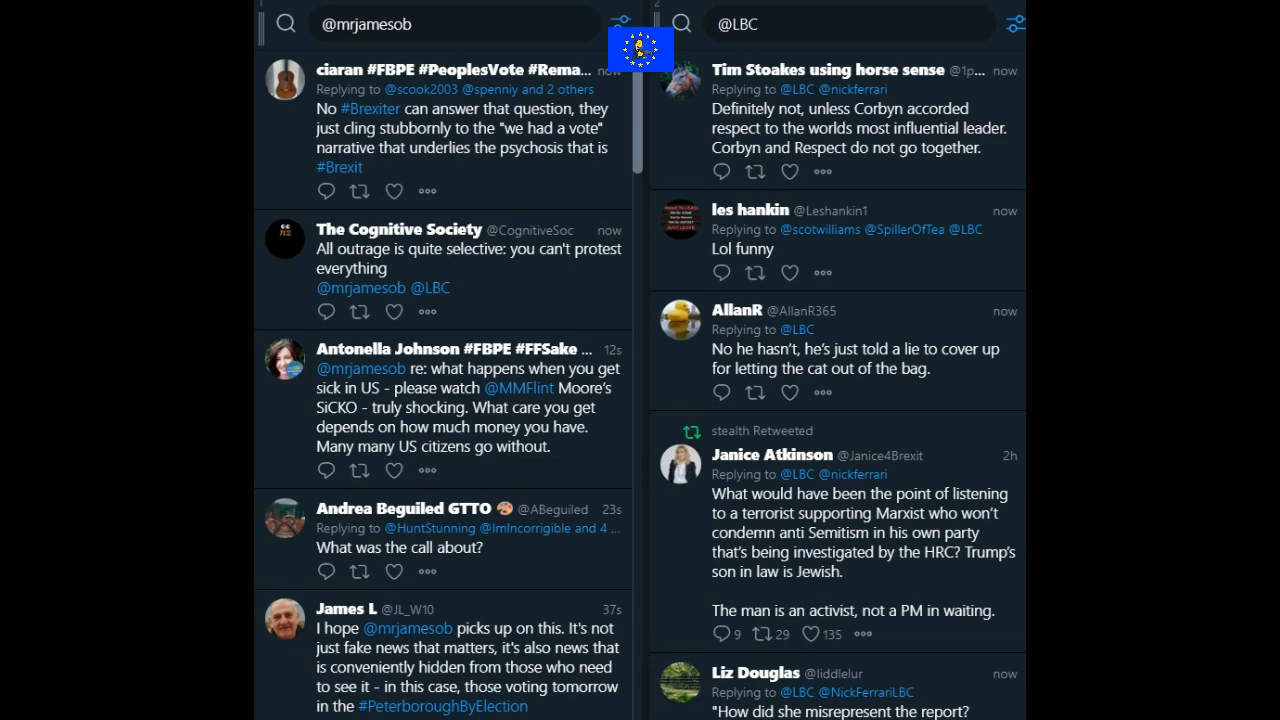 1
@mrjamesob
ciaran #FBPE #PeoplesVote #Rema... now
Replying to @scook2003 @spenniy and 2 others
No #Brexiter can answer that question, they
just cling stubbornly to the "we had a vote"
narrative that underlies the psychosis that is
#Brexit
TCS
The Cognitive Society @CognitiveSoc now
All outrage is quite selective: you can't protest
everything
@mrjamesob @LBC
Antonella Johnson #FBPE #FFSake ... 12s
@mrjamesob re: what happens when you get
sick in US - please watch @MMFlint Moore's
SiCKO - truly shocking. What care you get
depends on how much money you have.
Many many US citizens go without.
Andrea Beguiled GTTO @ABeguiled 23s
Replying to @HuntStunning @ImIncorrigible and 4 ...
What was the call about?
James L @JL_W10 37s
I hope @mrjamesob picks up on this. It's not
just fake news that matters, it's also news that
is conveniently hidden from those who need
to see it - in this case, those voting tomorrow
in the #PeterboroughByElection
2
@LBC
Tim Stoakes using horse sense @1p... now
Replying to @LBC @nickferrari
Definitely not, unless Corbyn accorded
respect to the worlds most influential leader.
Corbyn and Respect do not go together.
les hankin @Leshankin1 now
Replying to @scotwilliams @SpillerOfTea @LBC
Lol funny
AllanR @AllanR365 now
Replying to @LBC
No he hasn't, he's just told a lie to cover up
for letting the cat out of the bag.
stealth Retweeted
Janice Atkinson @Janice4Brexit 2h
Replying to @LBC @nickferrari
What would have been the point of listening
to a terrorist supporting Marxist who won't
condemn anti Semitism in his own party
that's being investigated by the HRC? Trump's
son in law is Jewish.
The man is an activist, not a PM in waiting.
9 29 135
Liz Douglas @liddlelur now
Replying to @LBC @NickFerrariLBC
"How did she misrepresent the report?